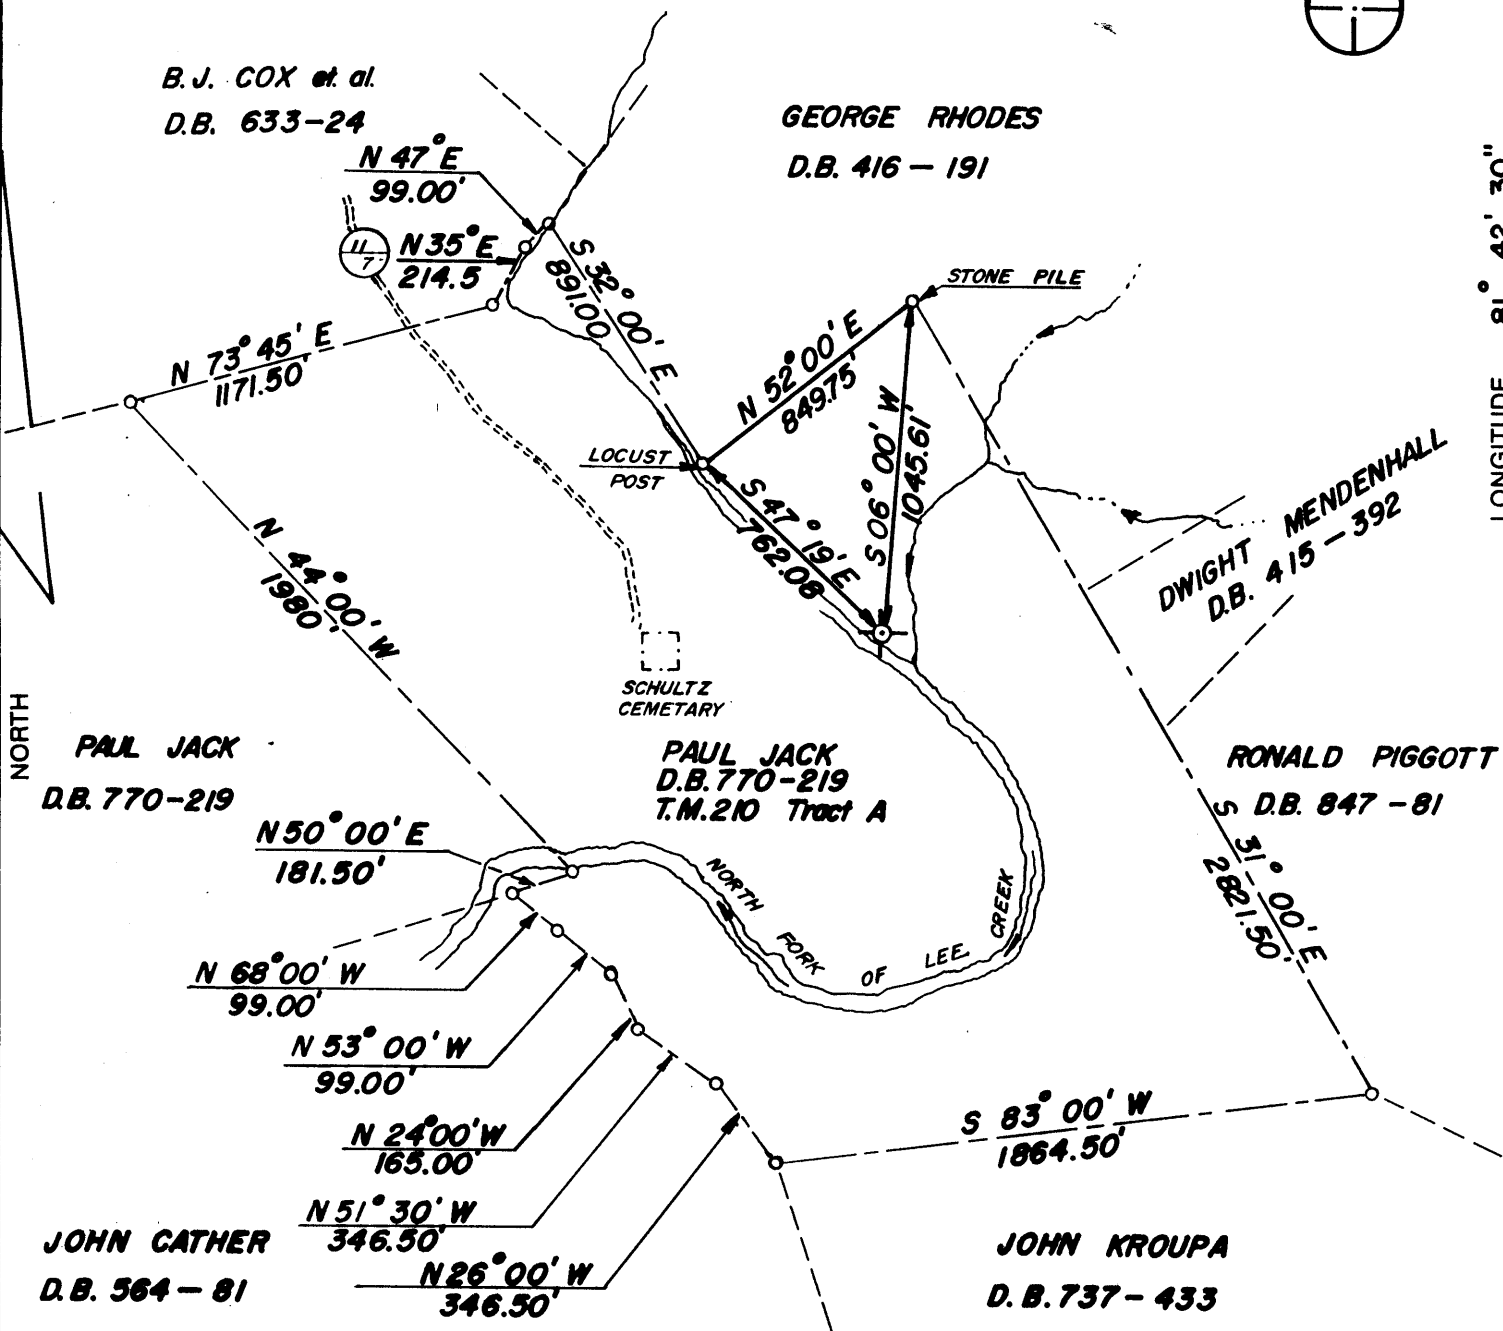 B.J. COX et. al.
D.B. 633-24
GEORGE RHODES
D.B. 416-191
N 47° E
99.00'
N 35° E
214.5
11
7
S 32° 00' E
891.00
STONE PILE
N 52° 00' E
849.75'
N 73° 45' E
1171.50'
S 06° 00' W
1045.61'
LOCUST
POST
S 47° 19' E
762.08
LONGITUDE 81° 42' 30"
DWIGHT MENDENHALL
D.B. 415-392
N 44° 00' W
1980'
SCHULTZ
CEMETARY
NORTH
PAUL JACK
D.B. 770-219
PAUL JACK
D.B. 770-219
T.M. 210 Tract A
RONALD PIGGOTT
D.B. 847-81
S 31° 00' E
2821.50'
N 50° 00' E
181.50'
NORTH FORK OF LEE CREEK
N 68° 00' W
99.00'
N 53° 00' W
99.00'
N 24° 00' W
165.00'
S 83° 00' W
1864.50'
N 51° 30' W
346.50'
N 26° 00' W
346.50'
JOHN CATHER
D.B. 564-81
JOHN KROUPA
D.B. 737-433